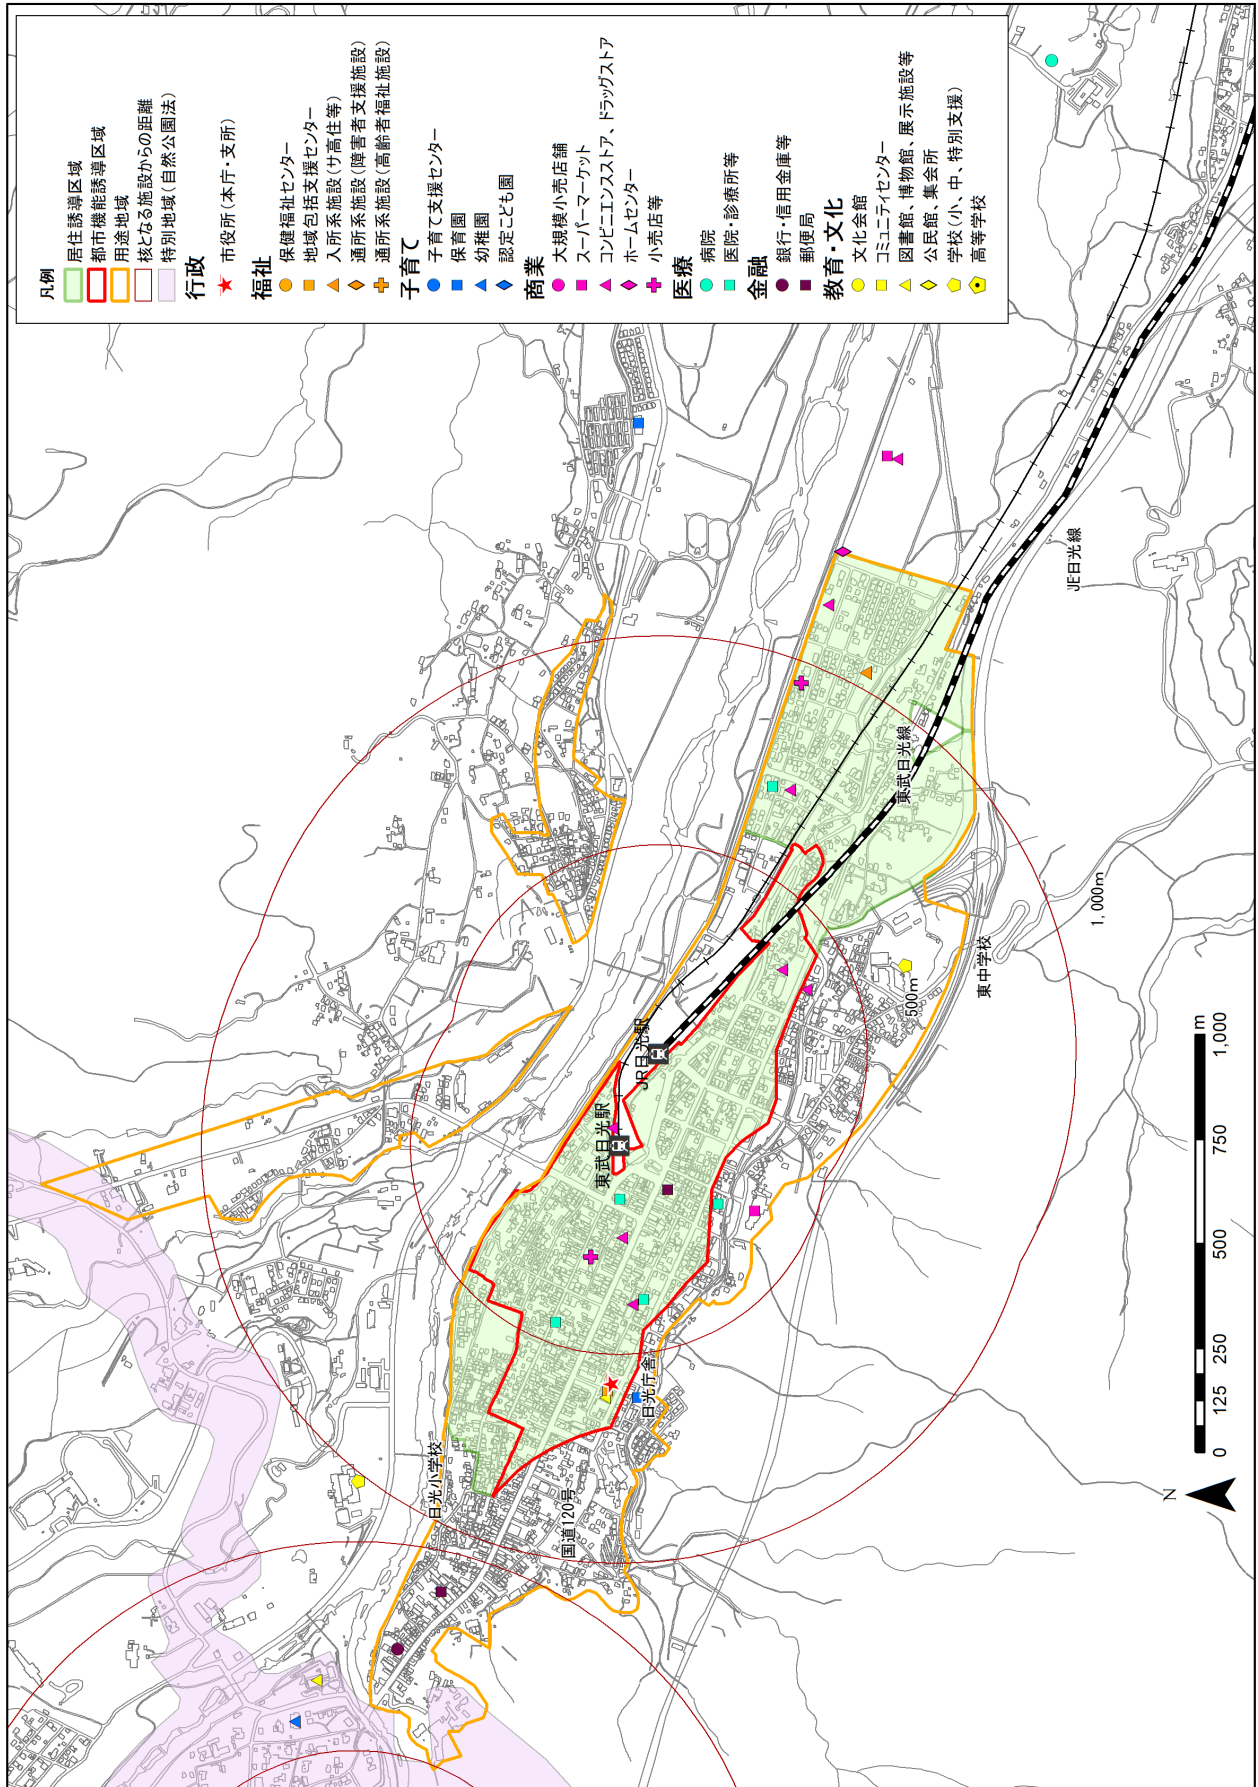 凡例
居住誘導区域
都市機能誘導区域
用途地域
核となる施設からの距離
特別地域(自然公園法)
行政
市役所(本庁・支所)
福祉
保健福祉センター
地域包括支援センター
入所系施設(サ高住等)
通所系施設(障害者支援施設)
通所系施設(高齢者福祉施設)
子育て
子育て支援センター
保育園
幼稚園
認定こども園
商業
大規模小売店舗
スーパーマーケット
コンビニエンスストア、ドラッグストア
ホームセンター
小売店等
医療
病院
医院・診療所等
金融
銀行・信用金庫等
郵便局
教育・文化
文化会館
コミュニティセンター
図書館、博物館、展示施設等
公民館、集会所
学校(小、中、特別支援)
高等学校
日光小学校
国道120号
東武日光駅
JR日光駅
日光庁舎
東武日光線
500m
東中学校
JR日光線
1,000m
N
0 125 250 500 750 1,000
m